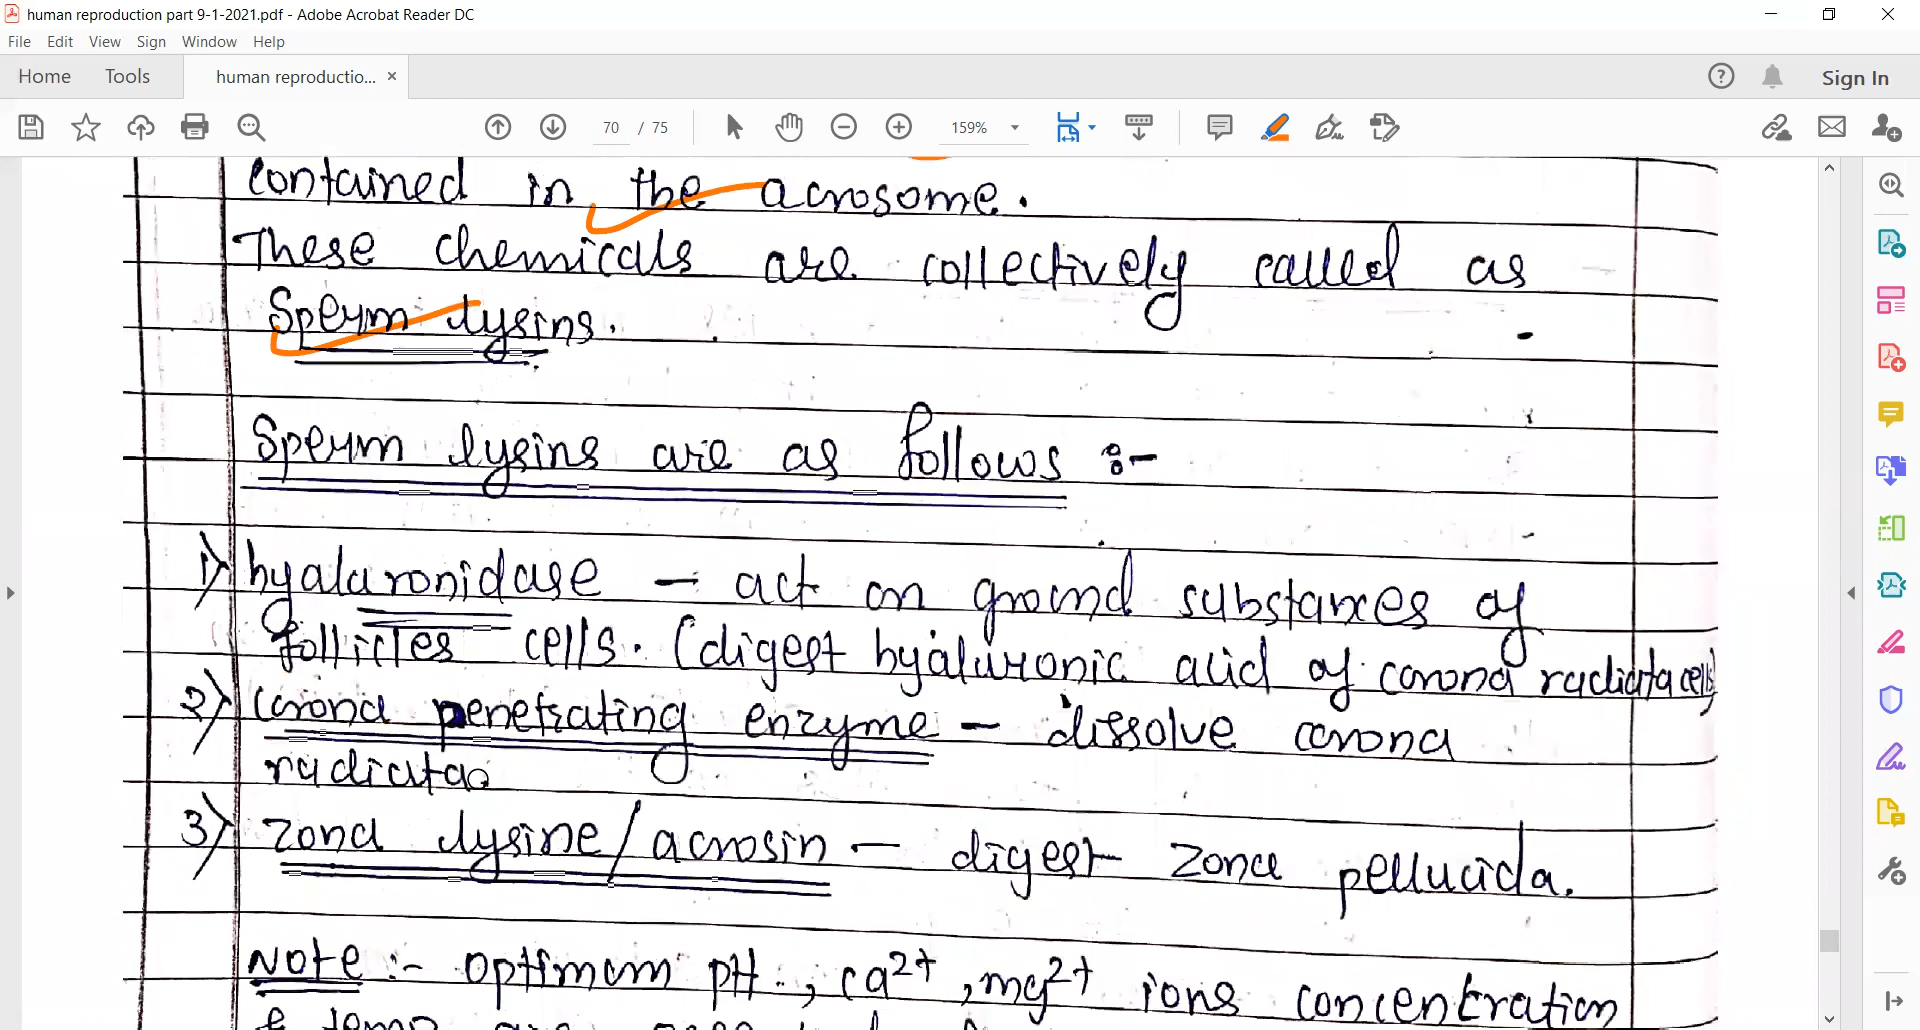 human reproduction part 9-1-2021.pdf - Adobe Acrobat Reader DC
File Edit View Sign Window Help
Home Tools human reproductio... × Sign In
70 / 75 159%
contained in the acrosome.
These chemicals are collectively called as
Sperm lysins.
Sperm lysins are as follows :-
1) hyaluronidase – act on ground substances of
follicles cells. (digest hyaluronic acid of corona radiata cells)
2) Corona penetrating enzyme – dissolve corona
radiata
3) Zona lysine/acrosin – digest zona pellucida.
Note :- optimum pH, ca2+, mg2+ ions concentration